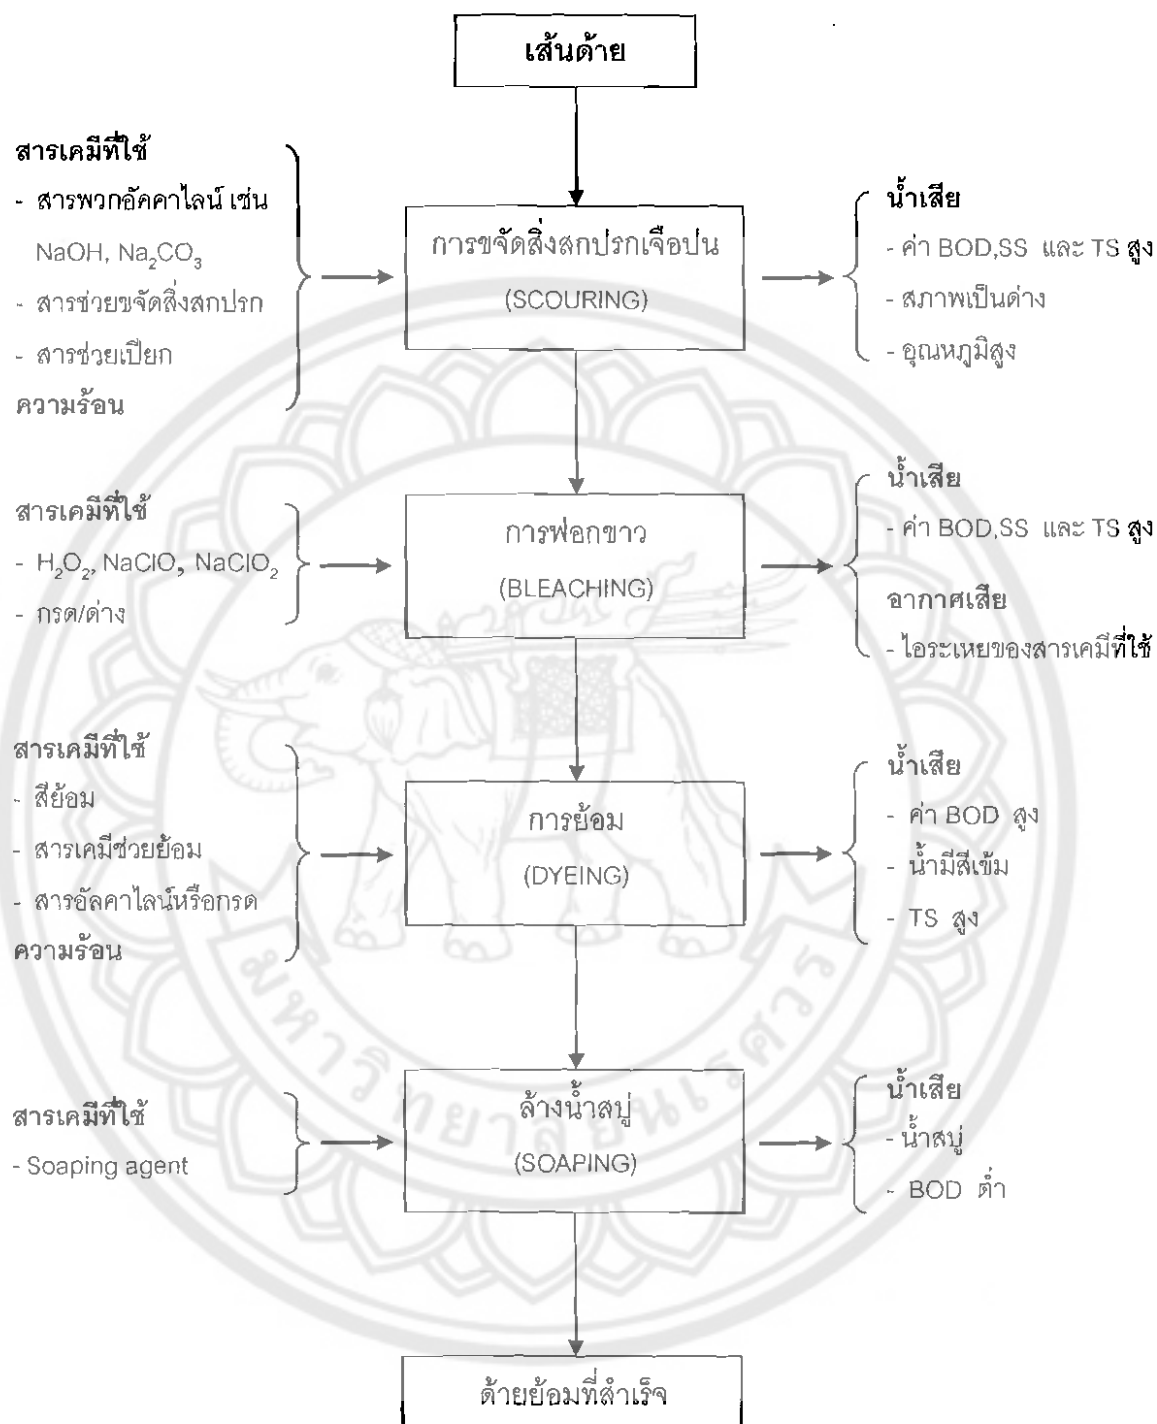 เส้นด้าย
สารเคมีที่ใช้
- สารพวกอัคคาไลน์ เช่น
NaOH, Na₂CO₃
- สารช่วยขจัดสิ่งสกปรก
- สารช่วยเปียก
ความร้อน
การขจัดสิ่งสกปรกเจือปน
(SCOURING)
น้ำเสีย
- ค่า BOD,SS และ TS สูง
- สภาพเป็นด่าง
- อุณหภูมิสูง
สารเคมีที่ใช้
- H₂O₂, NaClO, NaClO₂
- กรด/ด่าง
การฟอกขาว
(BLEACHING)
น้ำเสีย
- ค่า BOD,SS และ TS สูง
อากาศเสีย
- ไอระเหยของสารเคมีที่ใช้
สารเคมีที่ใช้
- สีย้อม
- สารเคมีช่วยย้อม
- สารอัลคาไลน์หรือกรด
ความร้อน
การย้อม
(DYEING)
น้ำเสีย
- ค่า BOD สูง
- น้ำมีสีเข้ม
- TS สูง
สารเคมีที่ใช้
- Soaping agent
ล้างน้ำสบู่
(SOAPING)
น้ำเสีย
- น้ำสบู่
- BOD ต่ำ
ด้ายย้อมที่สำเร็จ
มหาวิทยาลัยนเรศวร